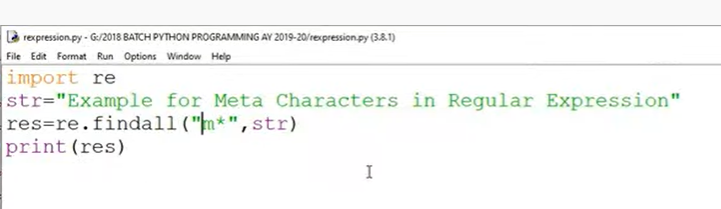 rexpression.py - G:/2018 BATCH PYTHON PROGRAMMING AY 2019-20/rexpression.py (3.8.1)
File Edit Format Run Options Window Help
import re
str="Example for Meta Characters in Regular Expression"
res=re.findall("m*",str)
print(res)